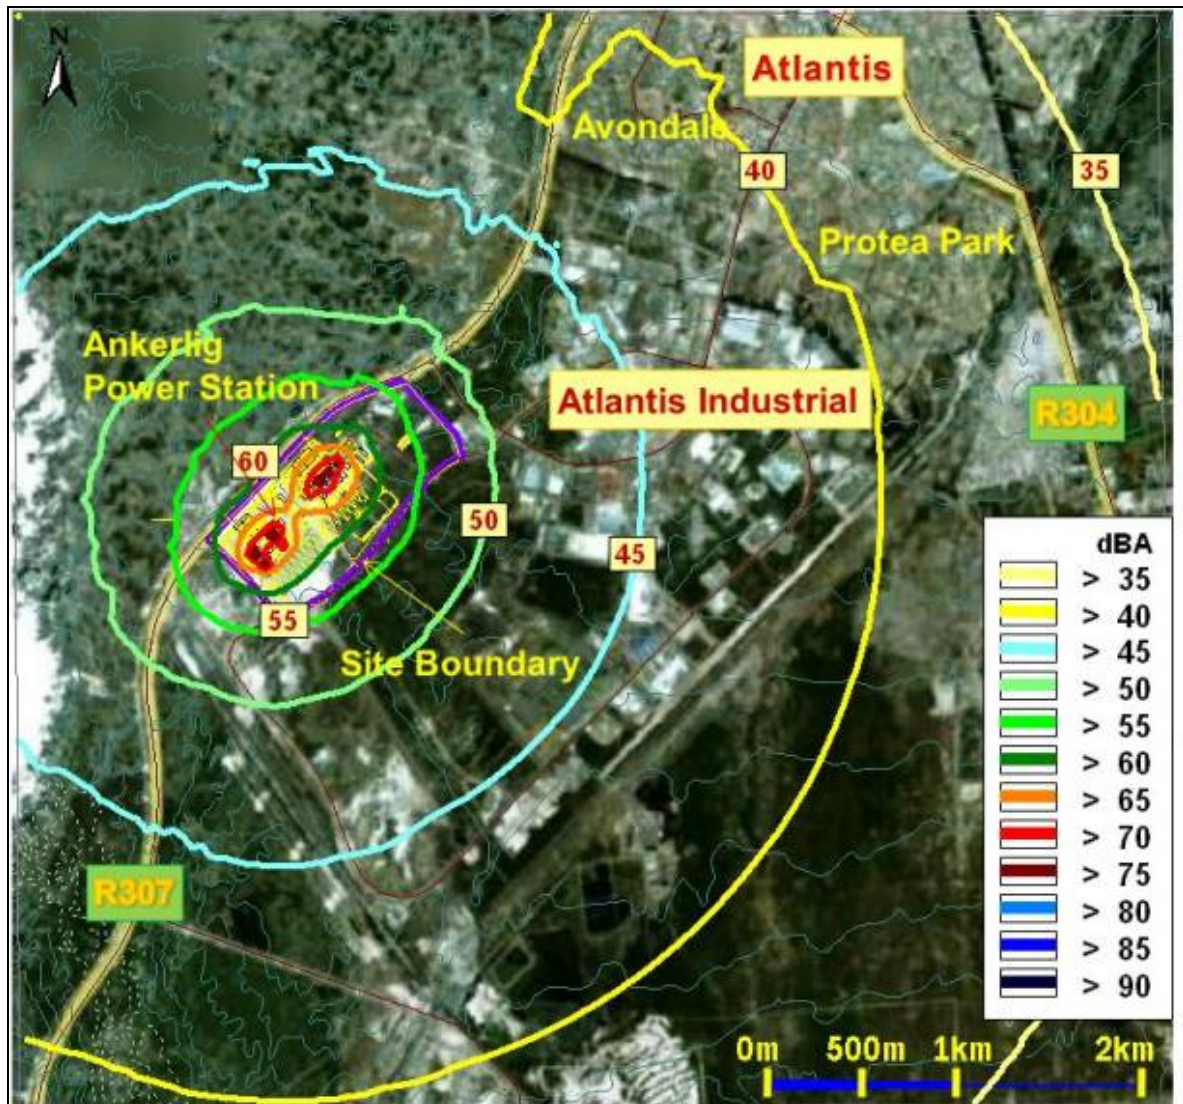 N
Atlantis
Avondale
40
35
Protea Park
Ankerlig
Power Station
Atlantis Industrial
R304
60
50
45
55
Site Boundary
R307
dBA
> 35
> 40
> 45
> 50
> 55
> 60
> 65
> 70
> 75
> 80
> 85
> 90
0m 500m 1km 2km